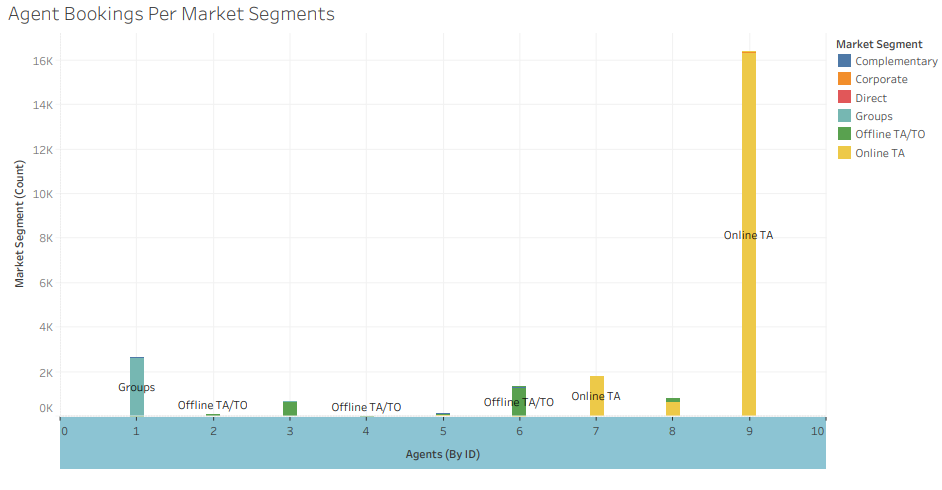 Agent Bookings Per Market Segments
Market Segment
Complementary
Corporate
Direct
Groups
Offline TA/TO
Online TA
Market Segment (Count)
16K
14K
12K
10K
8K
6K
4K
2K
0K
Online TA
Groups
Offline TA/TO
Offline TA/TO
Offline TA/TO
Online TA
0 1 2 3 4 5 6 7 8 9 10
Agents (By ID)